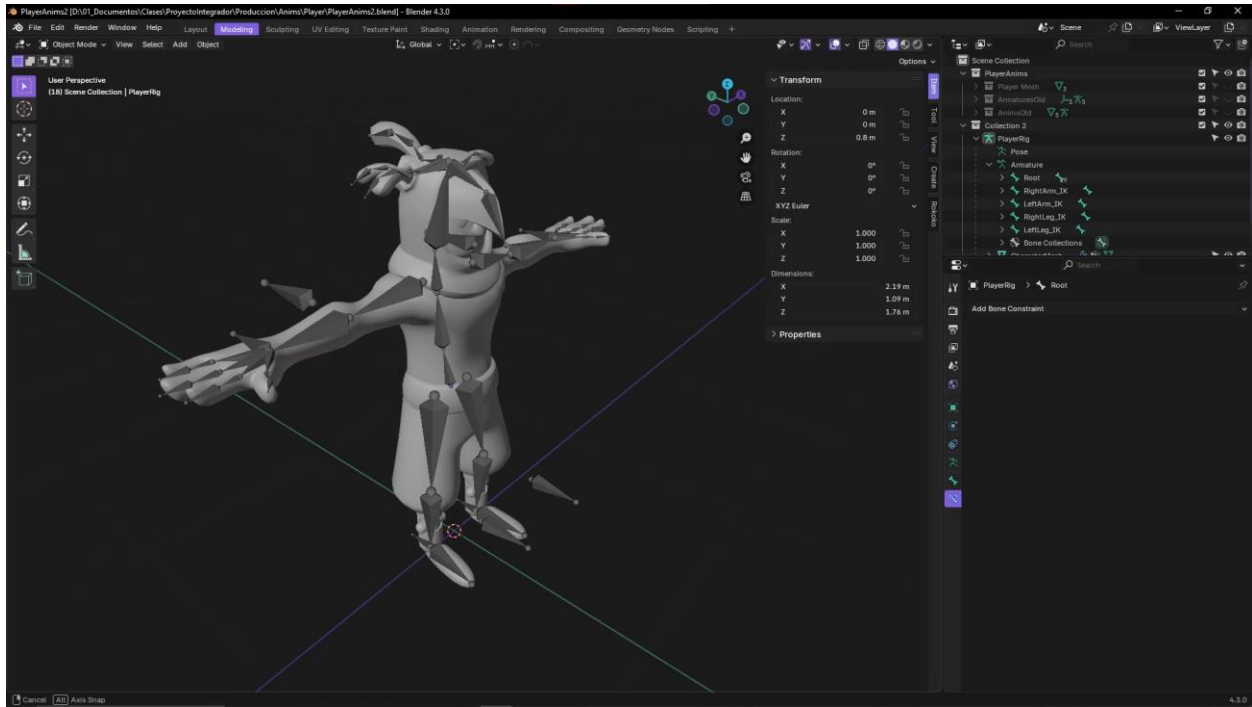 PlayerAnims2 [D:\01_Documentos\Clases\ProyectoIntegrador\Produccion\Anims\Player\PlayerAnims2.blend] - Blender 4.3.0
File Edit Render Window Help Layout Modeling Sculpting UV Editing Texture Paint Shading Animation Rendering Compositing Geometry Nodes Scripting + Scene ViewLayer
Object Mode View Select Add Object Global Search
Options
User Perspective
(18) Scene Collection | PlayerRig
Transform
Location:
X 0 m
Y 0 m
Z 0.8 m
Rotation:
X 0°
Y 0°
Z 0°
XYZ Euler
Scale:
X 1.000
Y 1.000
Z 1.000
Dimensions:
X 2.19 m
Y 1.09 m
Z 1.76 m
Properties
Item
Tool
View
Create
Rokoko
Z
Y
X
Scene Collection
PlayerAnims
Player Mesh
ArmaturesOld
AnimsOld
Collection 2
PlayerRig
Pose
Armature
Root
RightArm_IK
LeftArm_IK
RightLeg_IK
LeftLeg_IK
Bone Collections
Search
PlayerRig > Root
Add Bone Constraint
Cancel Alt Axis Snap
4.3.0